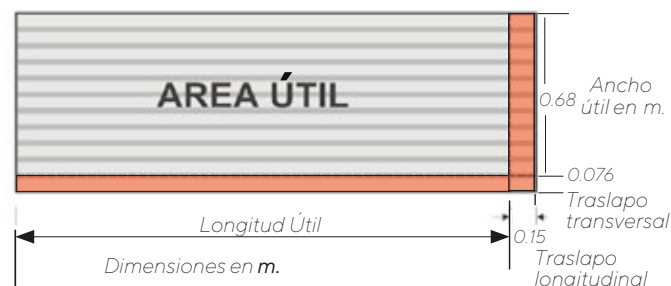 AREA ÚTIL
0.68
Ancho
útil en m.
0.076
Traslapo
transversal
Longitud Útil
0.15
Dimensiones en m.
Traslapo
longitudinal